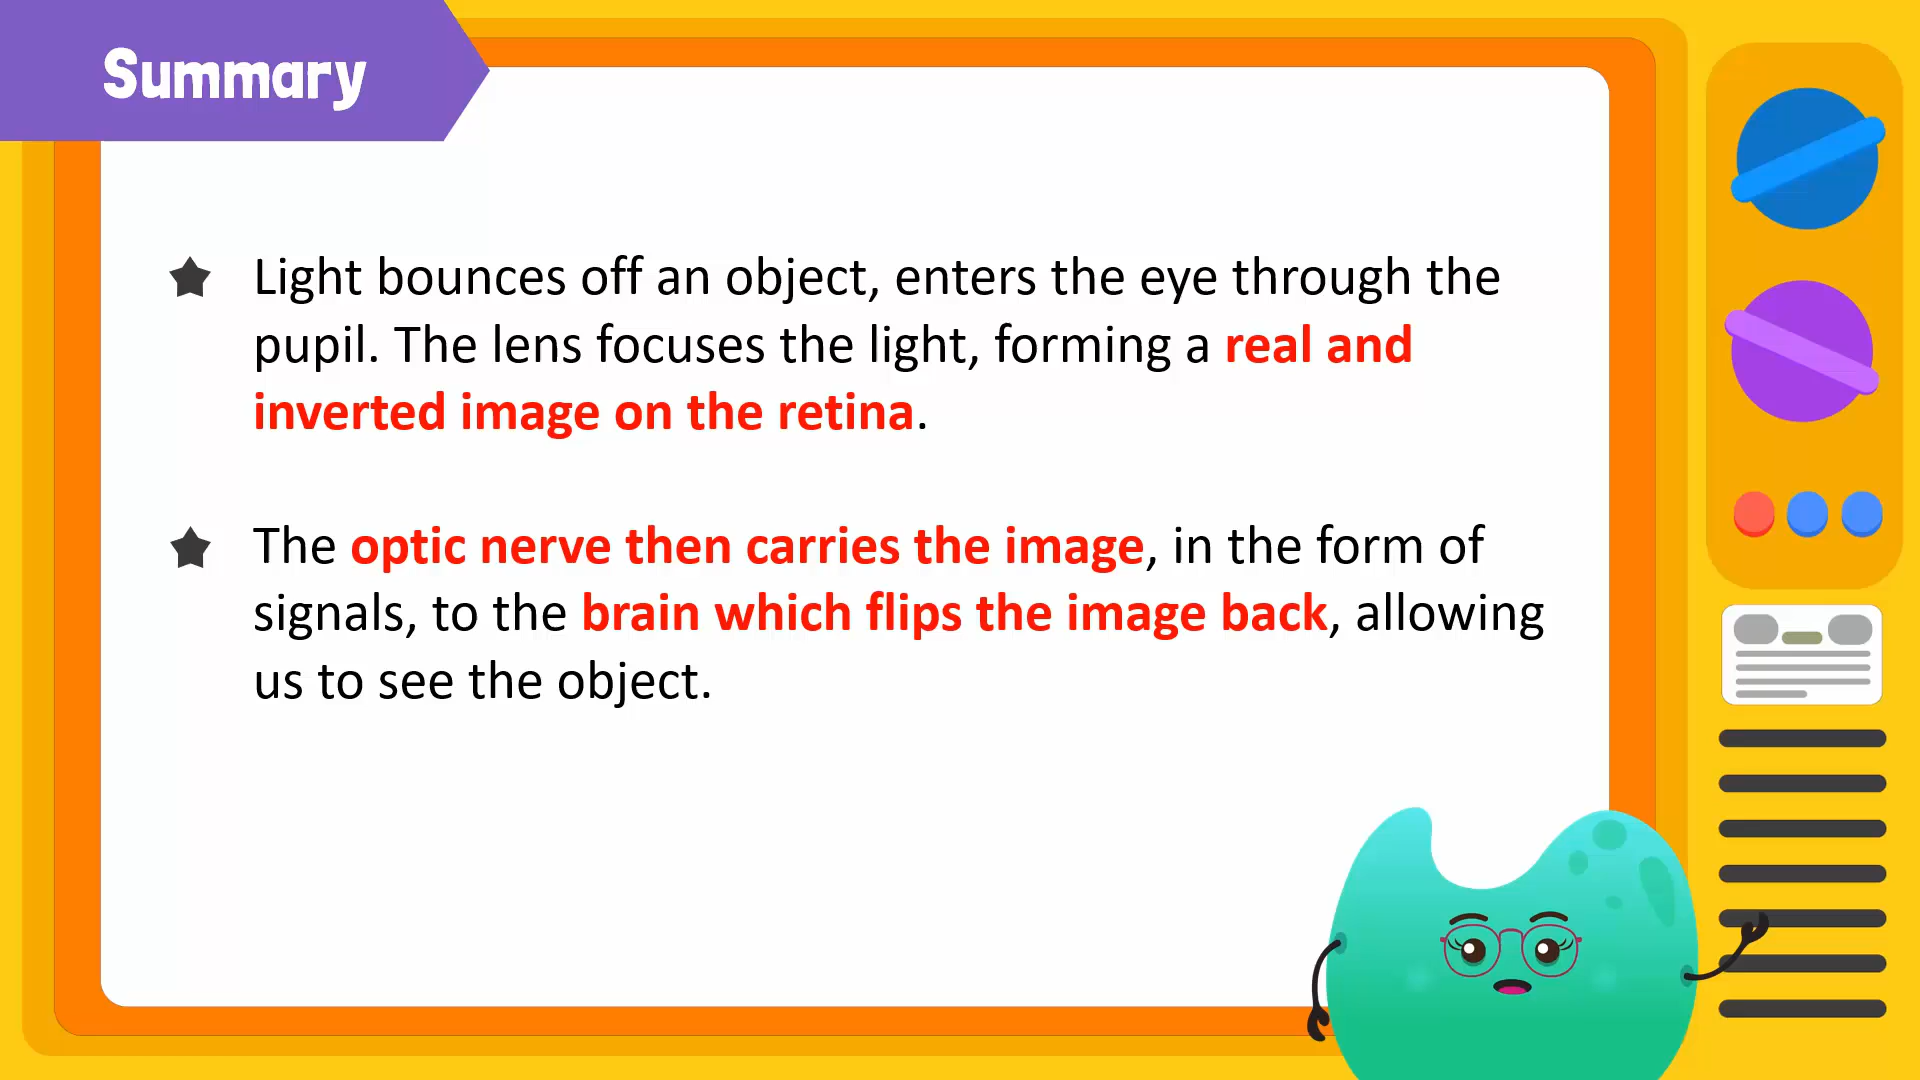 Summary
Light bounces off an object, enters the eye through the
pupil. The lens focuses the light, forming a real and
inverted image on the retina.
The optic nerve then carries the image, in the form of
signals, to the brain which flips the image back, allowing
us to see the object.